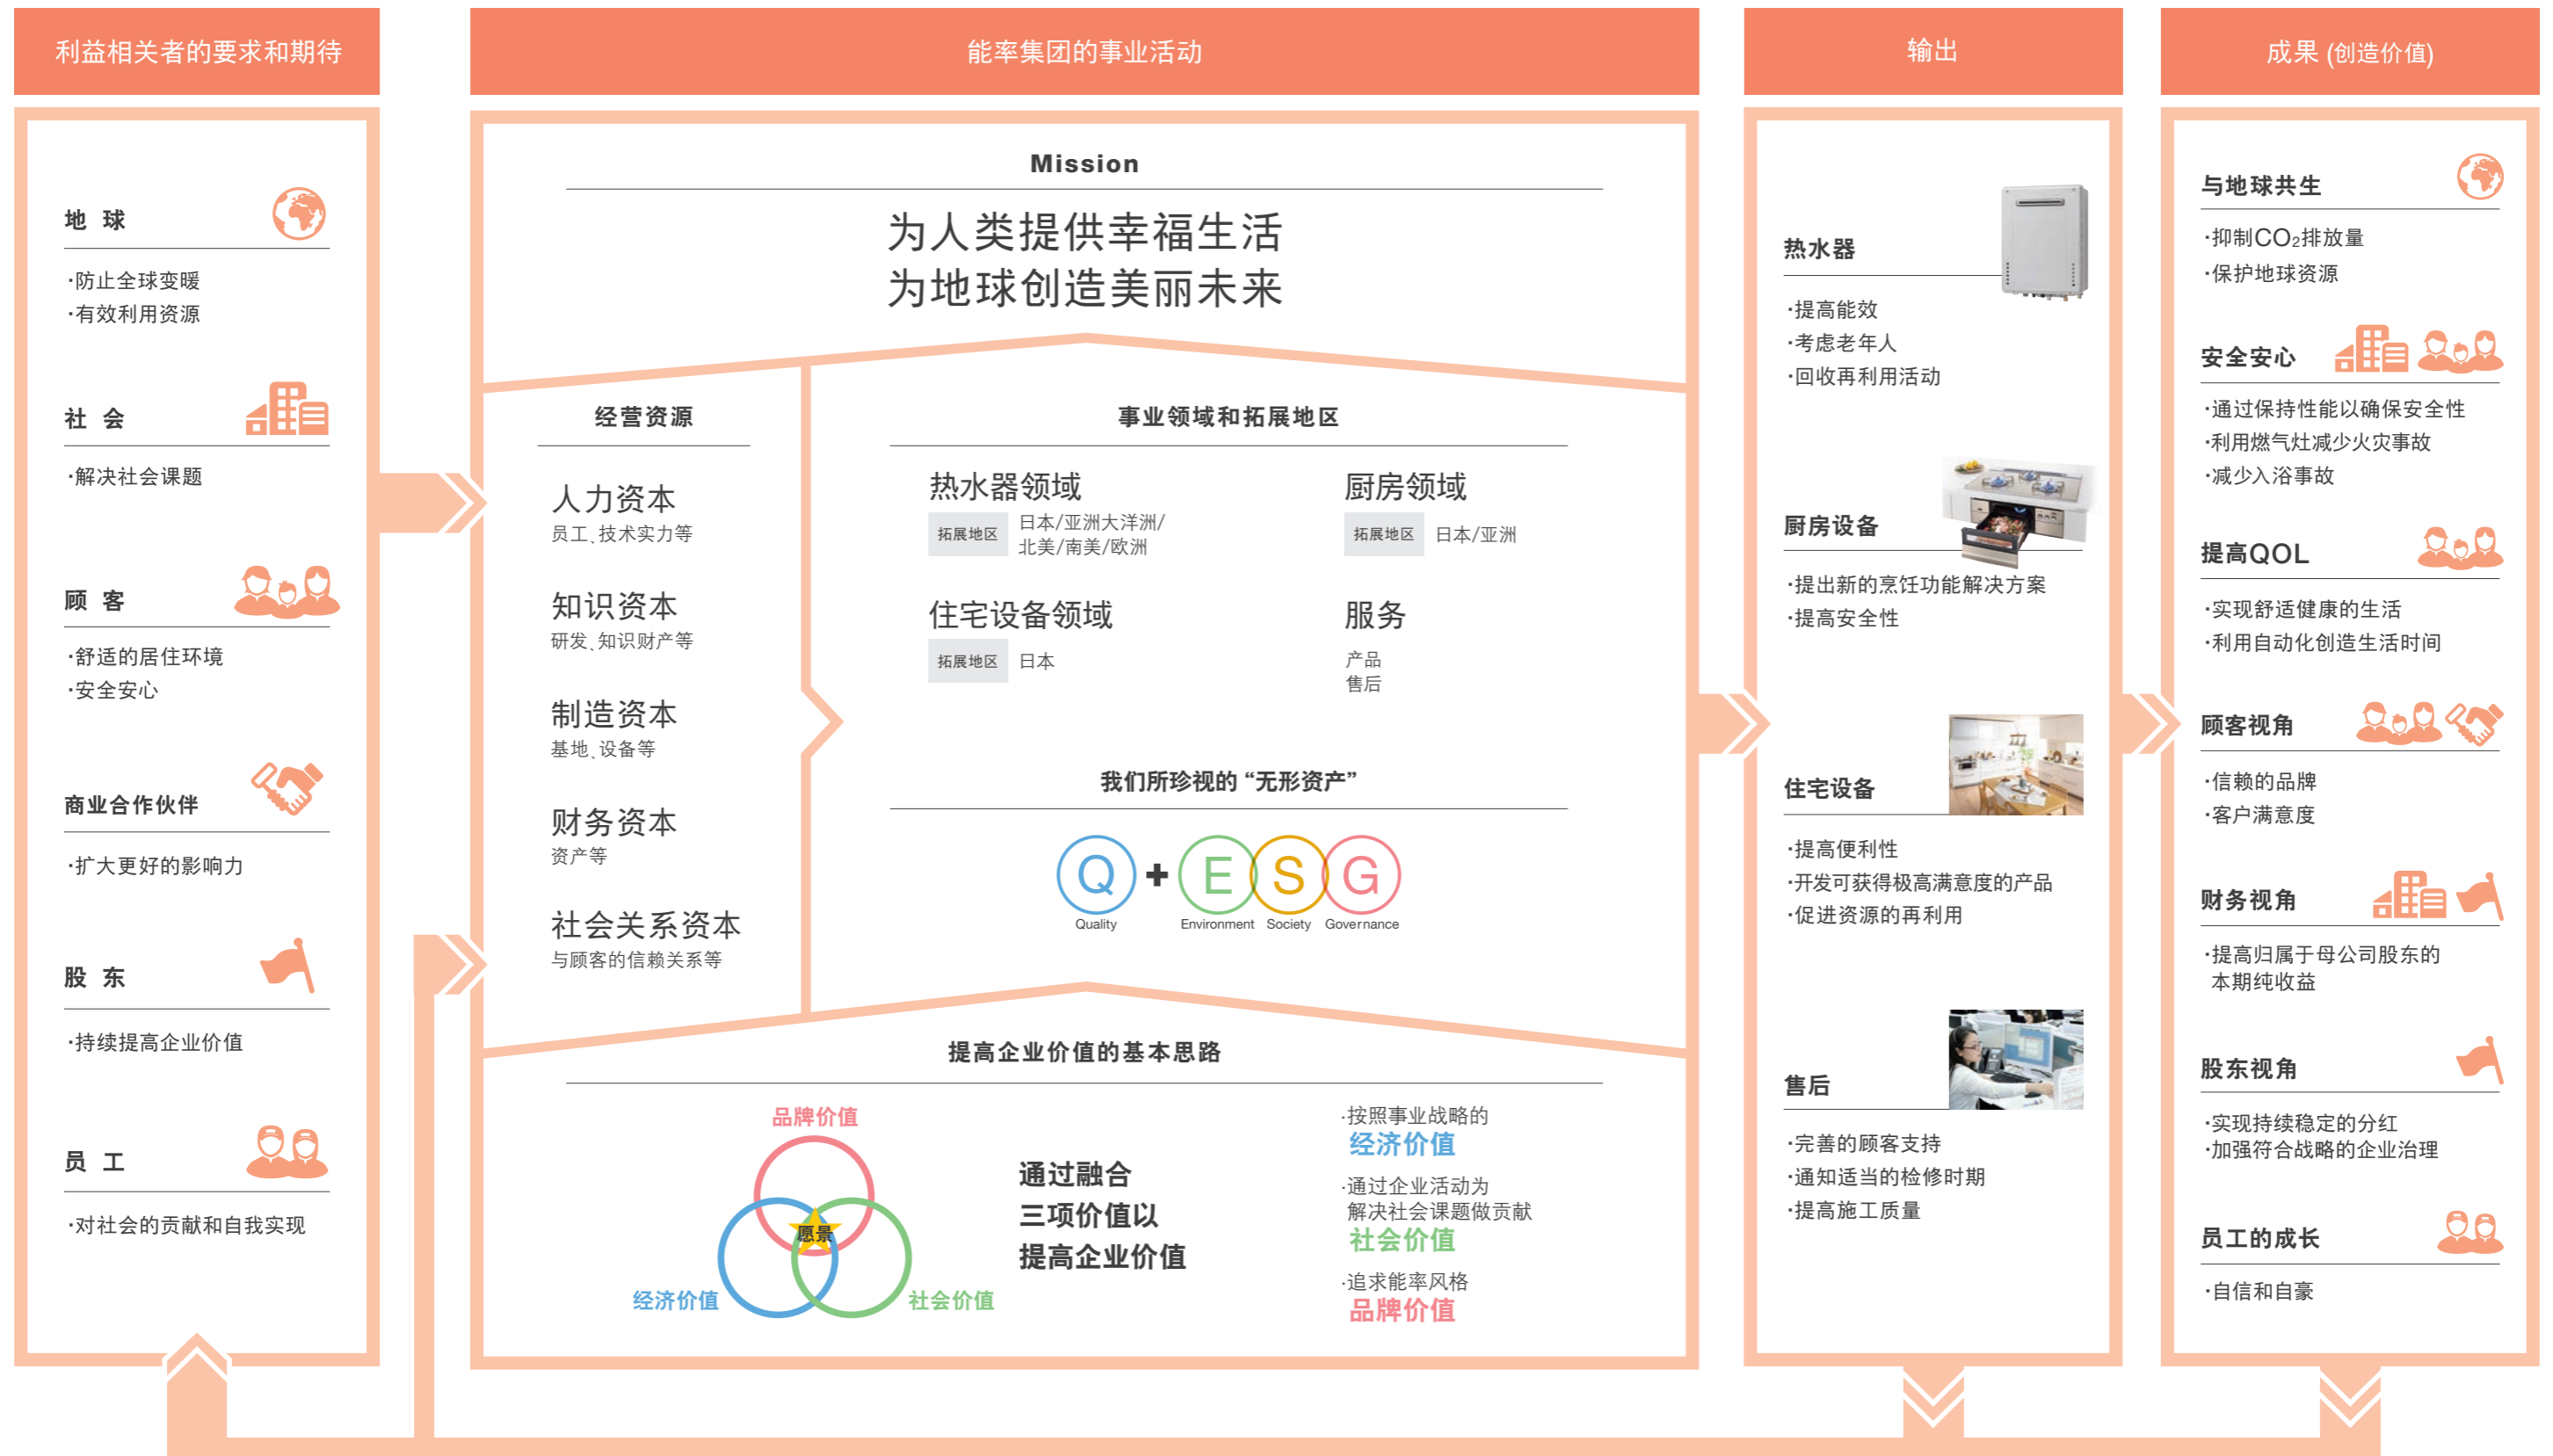 利益相关者的要求和期待
地 球
·防止全球变暖
·有效利用资源
社 会
·解决社会课题
顾 客
·舒适的居住环境
·安全安心
商业合作伙伴
·扩大更好的影响力
股 东
·持续提高企业价值
员 工
·对社会的贡献和自我实现
能率集团的事业活动
Mission
为人类提供幸福生活
为地球创造美丽未来
经营资源
人力资本
员工、技术实力等
知识资本
研发、知识财产等
制造资本
基地、设备等
财务资本
资产等
社会关系资本
与顾客的信赖关系等
事业领域和拓展地区
热水器领域
拓展地区
日本/亚洲大洋洲/
北美/南美/欧洲
厨房领域
拓展地区 日本/亚洲
住宅设备领域
拓展地区 日本
服务
产品
售后
我们所珍视的 “无形资产”
Q + E S G
Quality Environment Society Governance
提高企业价值的基本思路
品牌价值
愿景
经济价值 社会价值
通过融合
三项价值以
提高企业价值
·按照事业战略的
经济价值
·通过企业活动为
解决社会课题做贡献
社会价值
·追求能率风格
品牌价值
输出
热水器
·提高能效
·考虑老年人
·回收再利用活动
厨房设备
·提出新的烹饪功能解决方案
·提高安全性
住宅设备
·提高便利性
·开发可获得极高满意度的产品
·促进资源的再利用
售后
·完善的顾客支持
·通知适当的检修时期
·提高施工质量
成果 (创造价值)
与地球共生
·抑制CO₂排放量
·保护地球资源
安全安心
·通过保持性能以确保安全性
·利用燃气灶减少火灾事故
·减少入浴事故
提高QOL
·实现舒适健康的生活
·利用自动化创造生活时间
顾客视角
·信赖的品牌
·客户满意度
财务视角
·提高归属于母公司股东的
本期纯收益
股东视角
·实现持续稳定的分红
·加强符合战略的企业治理
员工的成长
·自信和自豪